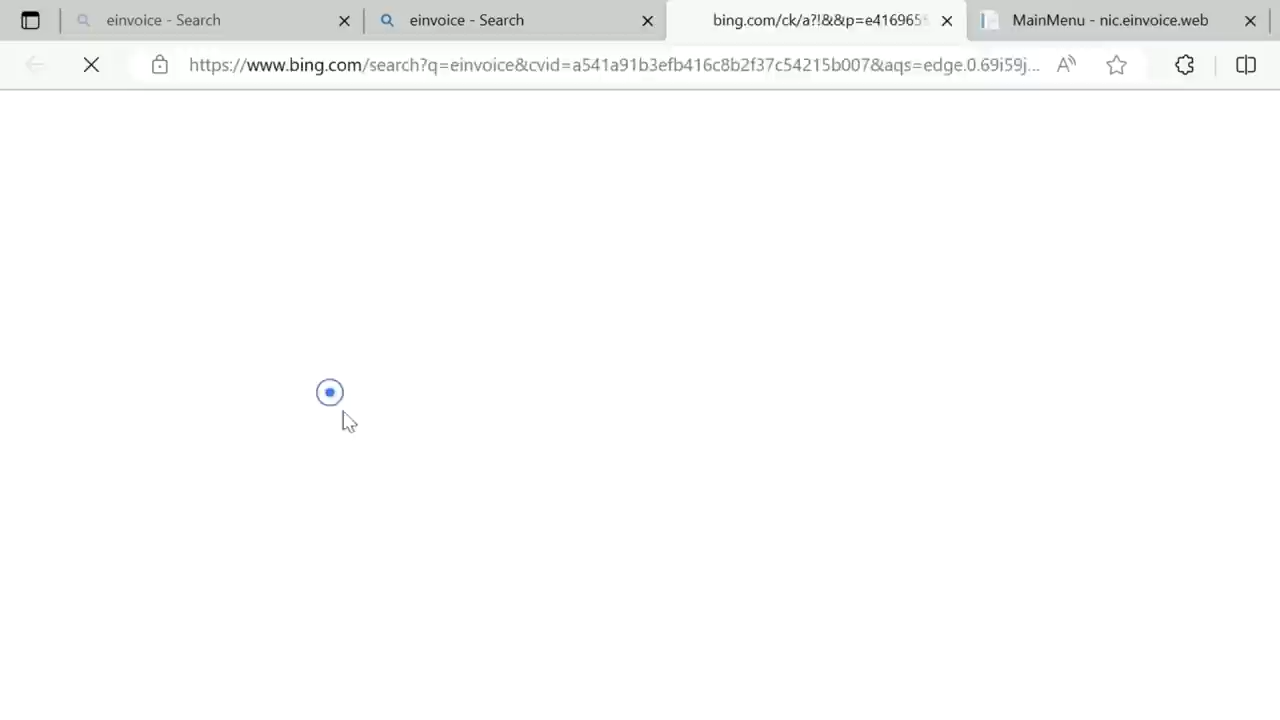 einvoice - Search
einvoice - Search
bing.com/ck/a?!&&p=e416965
MainMenu - nic.einvoice.web
https://www.bing.com/search?q=einvoice&cvid=a541a91b3efb416c8b2f37c54215b007&aqs=edge.0.69i59j...